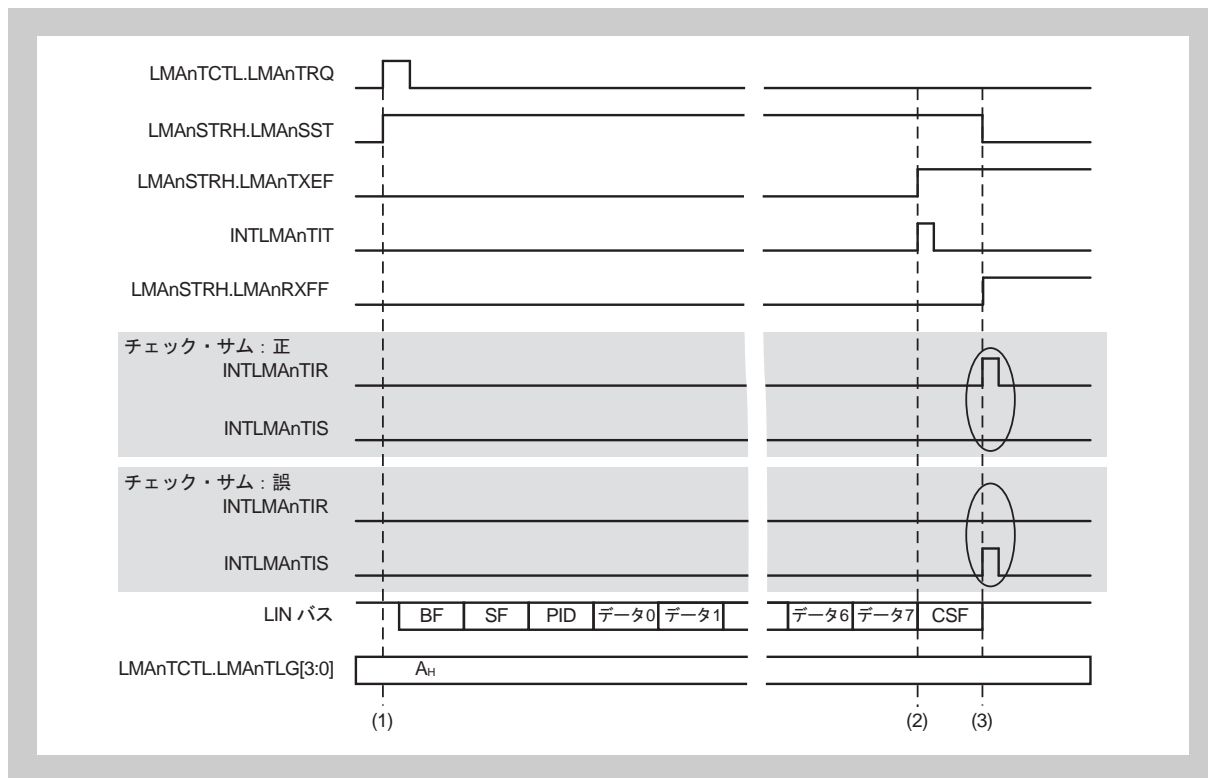 LMAnTCTL.LMAnTRQ
LMAnSTRH.LMAnSST
LMAnSTRH.LMAnTXEF
INTLMAnTIT
LMAnSTRH.LMAnRXFF
チェック・サム：正
INTLMAnTIR
INTLMAnTIS
チェック・サム：誤
INTLMAnTIR
INTLMAnTIS
LIN バス BF SF PID データ0 データ1 データ6 データ7 CSF
LMAnTCTL.LMAnTLG[3:0] AH
(1) (2) (3)